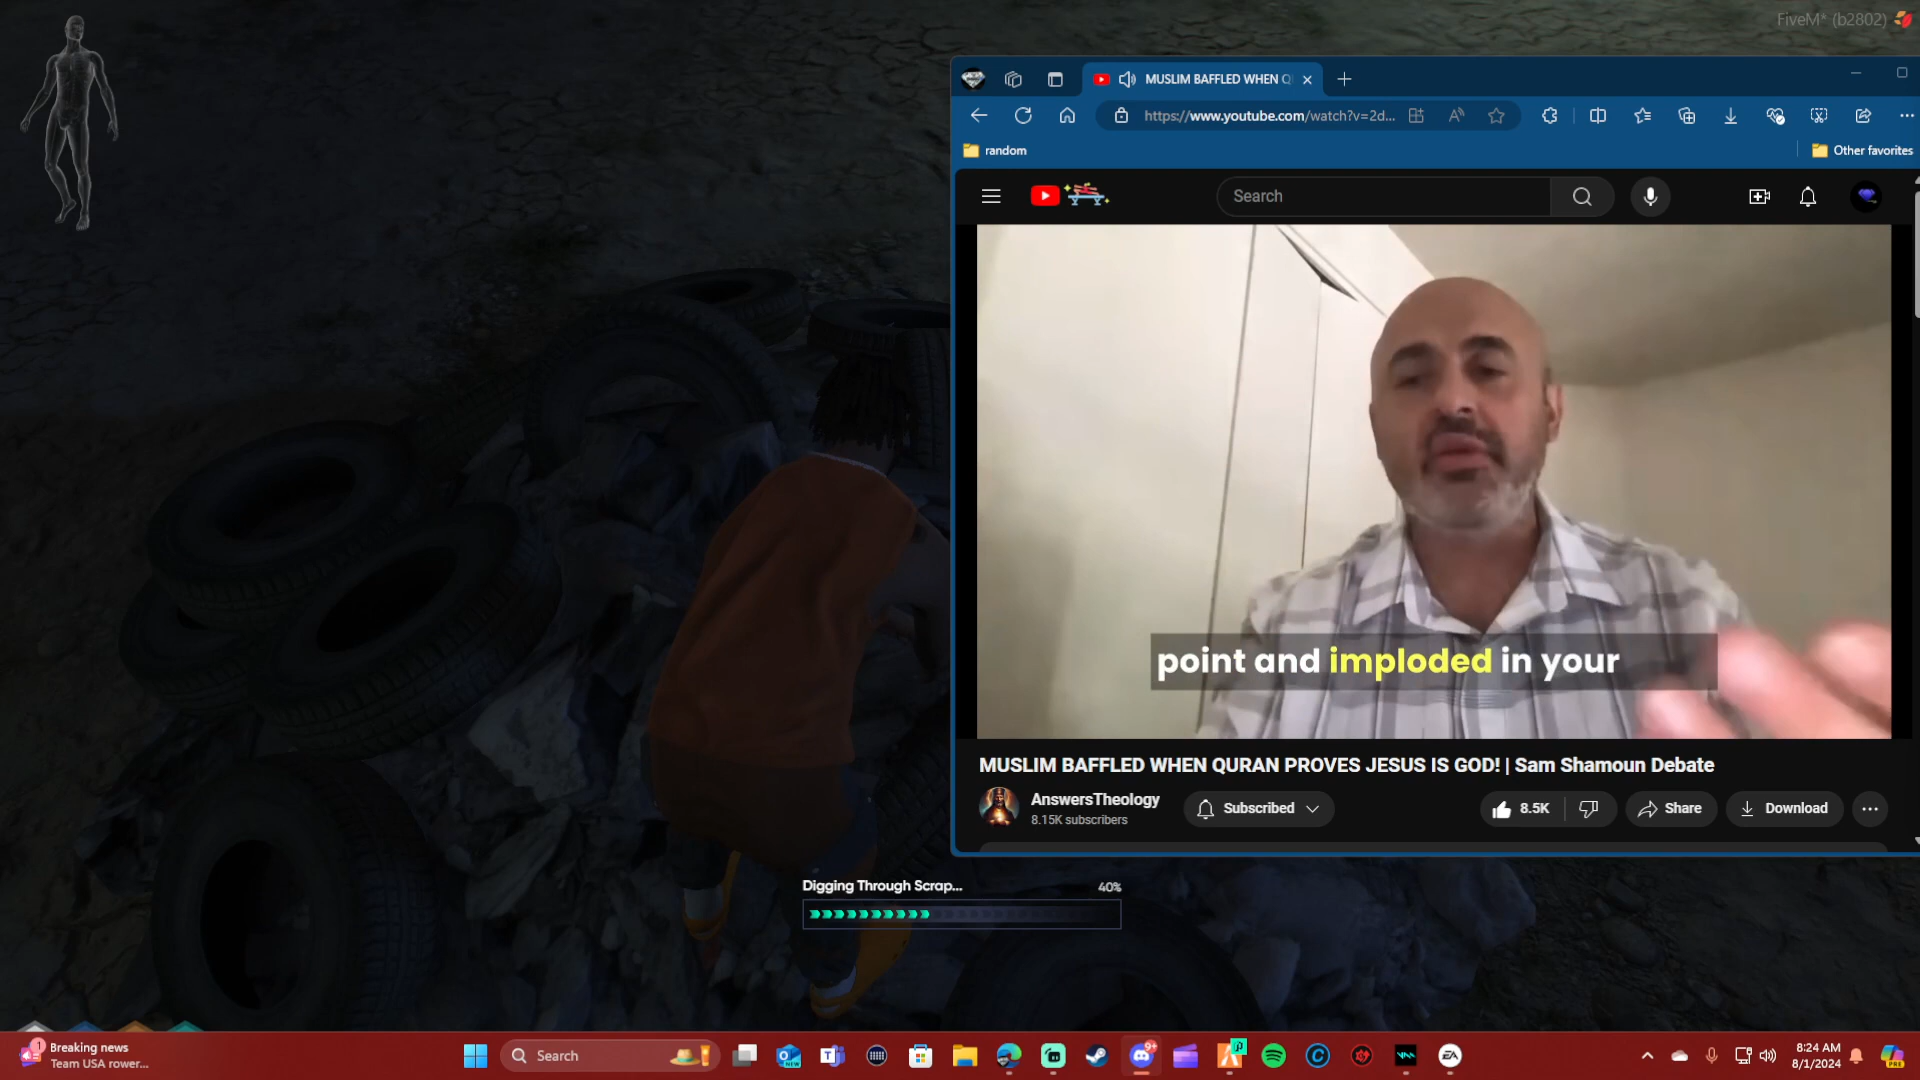 FiveM* (b2802)
MUSLIM BAFFLED WHEN Q
https://www.youtube.com/watch?v=2d...
random
Other favorites
Search
point and imploded in your
MUSLIM BAFFLED WHEN QURAN PROVES JESUS IS GOD! | Sam Shamoun Debate
AnswersTheology
8.15K subscribers
Subscribed
8.5K
Share
Download
Digging Through Scrap...
40%
Breaking news
Team USA rower...
Search
8:24 AM
8/1/2024